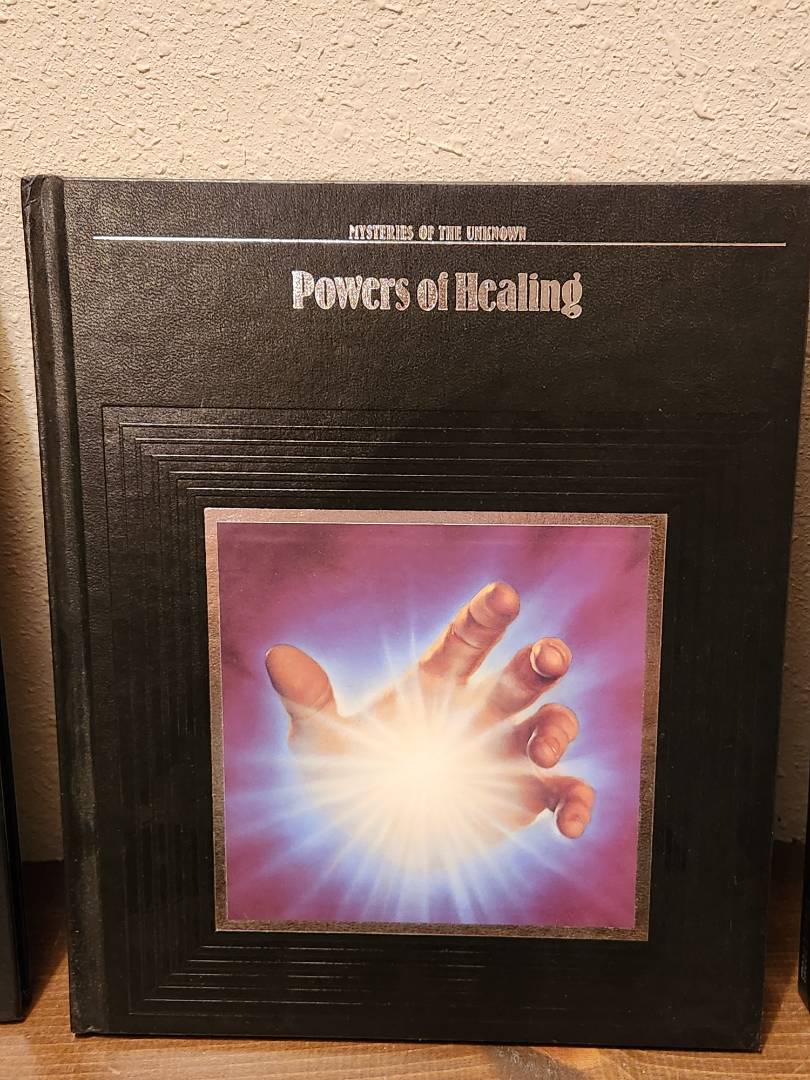 MYSTERIES OF THE UNKNOWN
Powers of Healing